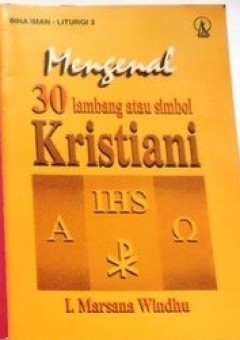 BINA IMAN - LITURGI 3
Mengenal
30 lambang atau simbol
Kristiani
IHS
Α Ω
I. Marsana Windhu